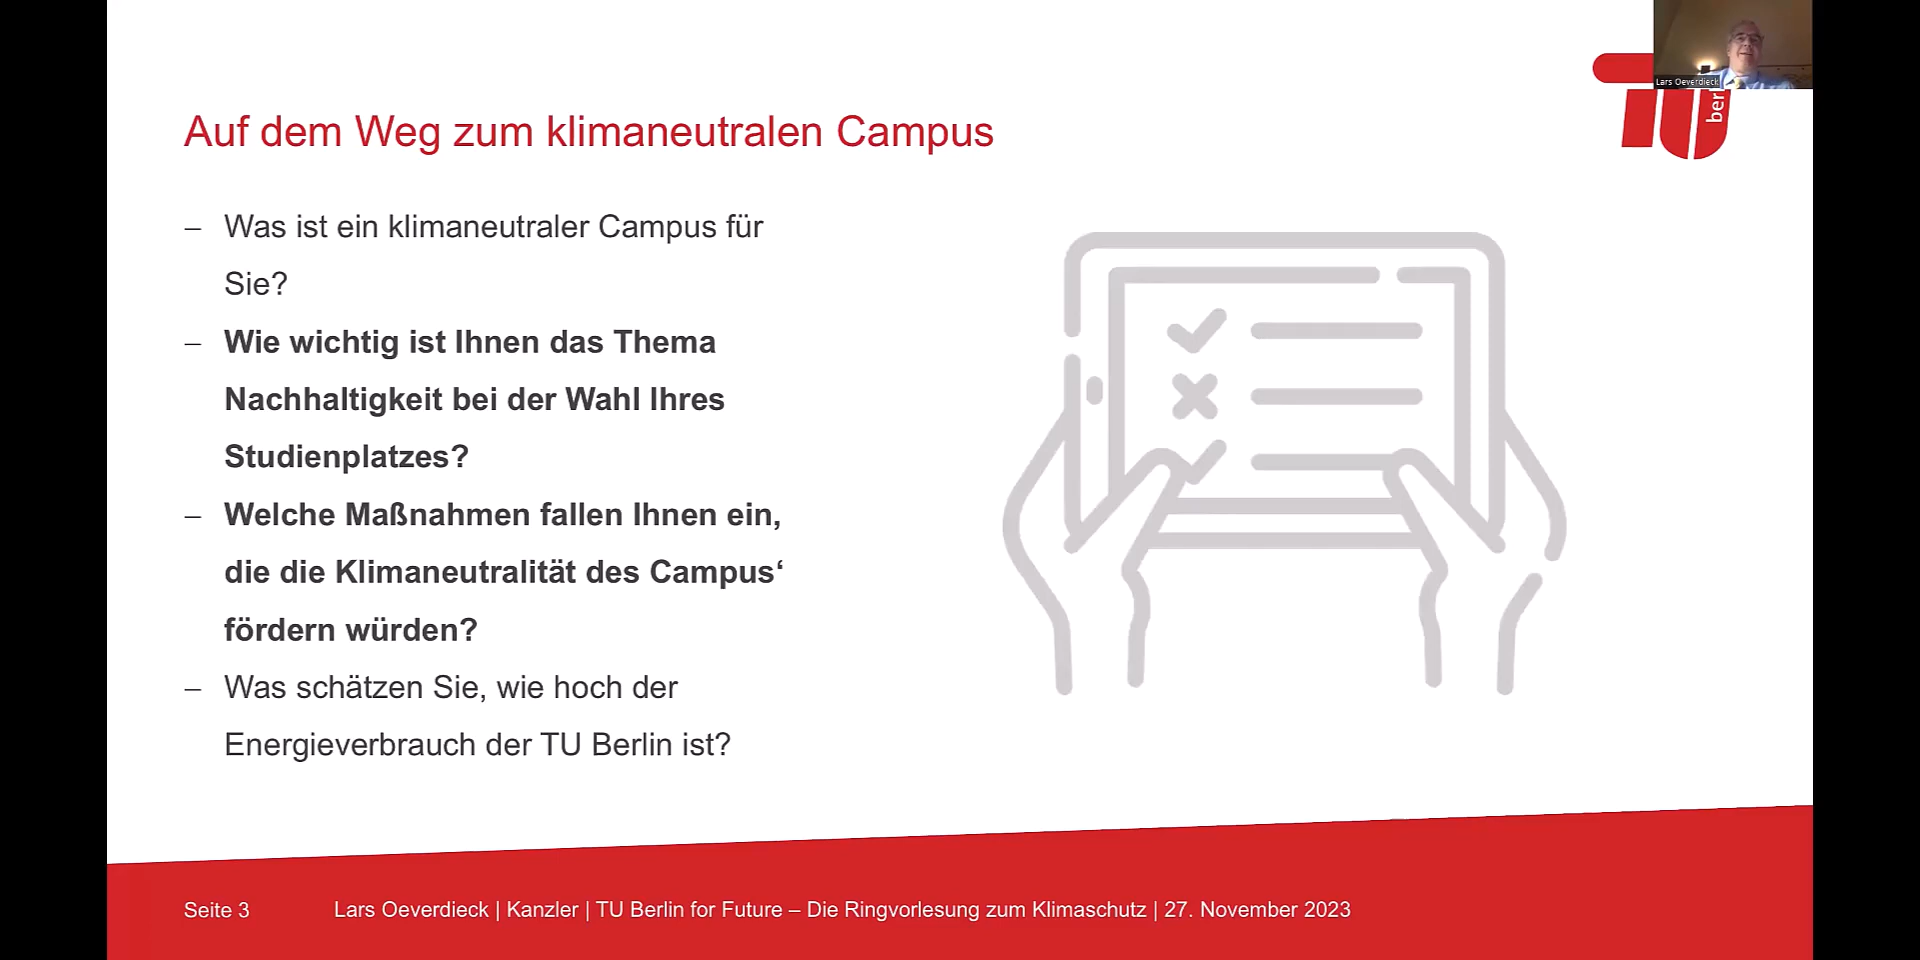 Lars Oeverdieck
ber
Auf dem Weg zum klimaneutralen Campus
– Was ist ein klimaneutraler Campus für
Sie?
– Wie wichtig ist Ihnen das Thema
Nachhaltigkeit bei der Wahl Ihres
Studienplatzes?
– Welche Maßnahmen fallen Ihnen ein,
die die Klimaneutralität des Campus‘
fördern würden?
– Was schätzen Sie, wie hoch der
Energieverbrauch der TU Berlin ist?
Seite 3 Lars Oeverdieck | Kanzler | TU Berlin for Future – Die Ringvorlesung zum Klimaschutz | 27. November 2023